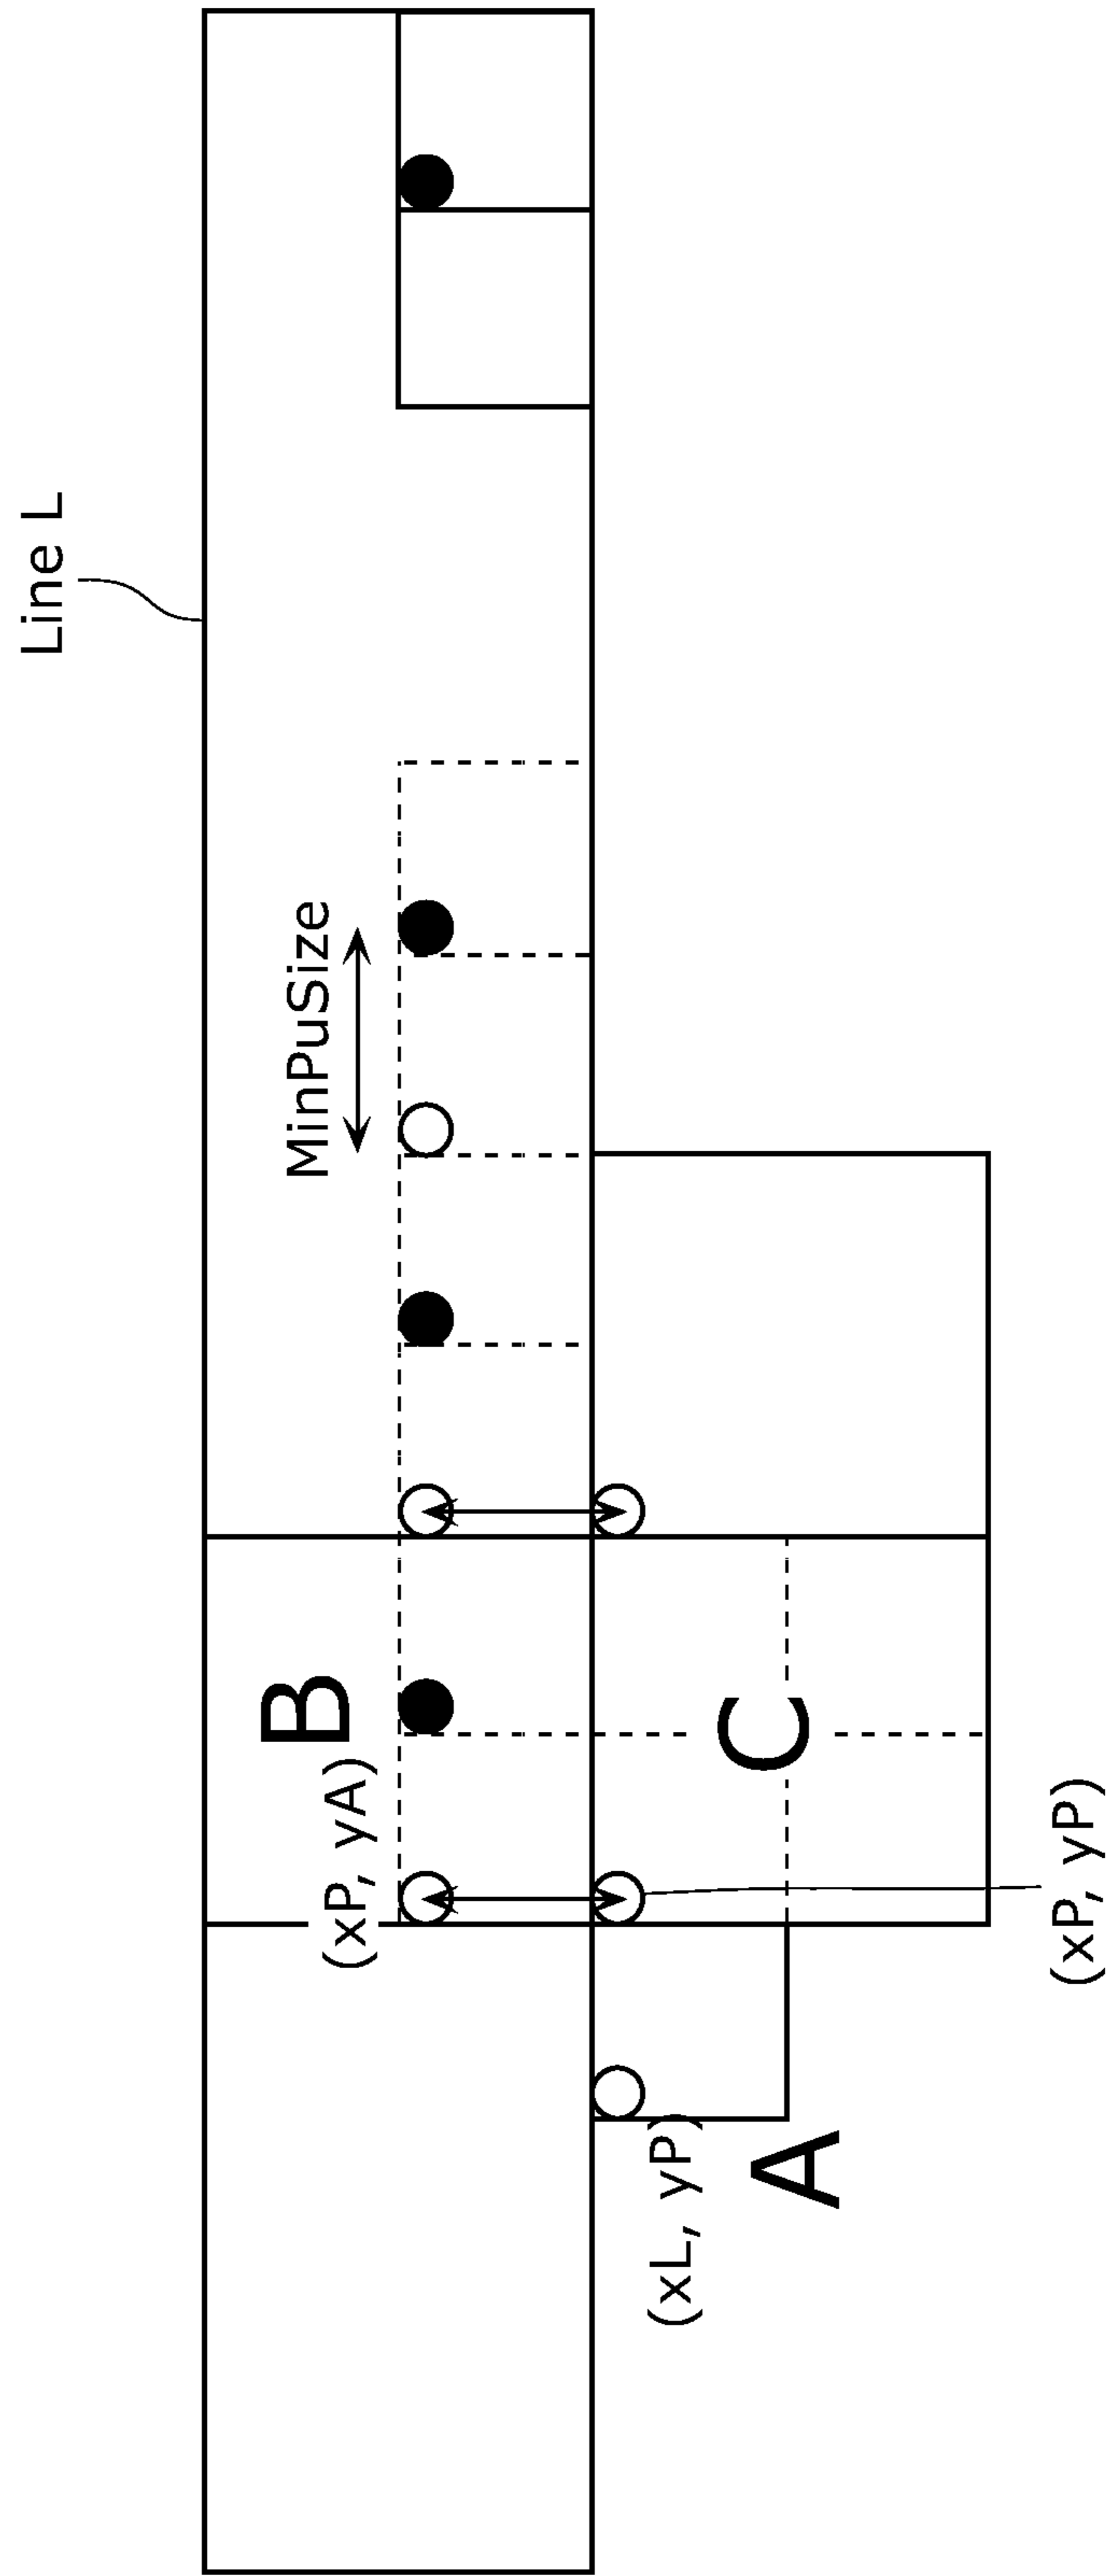 Line L
MinPuSize
B
(xP, yA)
C
(xP, yP)
(xL, yP)
A